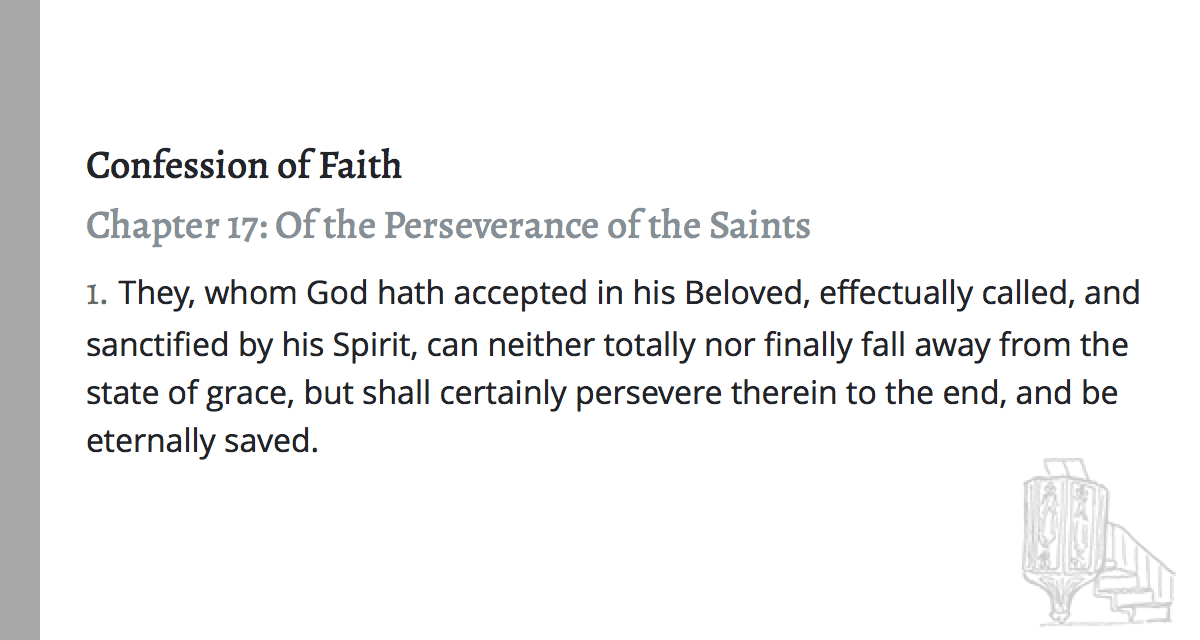 Confession of Faith
Chapter 17: Of the Perseverance of the Saints
1. They, whom God hath accepted in his Beloved, effectually called, and
sanctified by his Spirit, can neither totally nor finally fall away from the
state of grace, but shall certainly persevere therein to the end, and be
eternally saved.